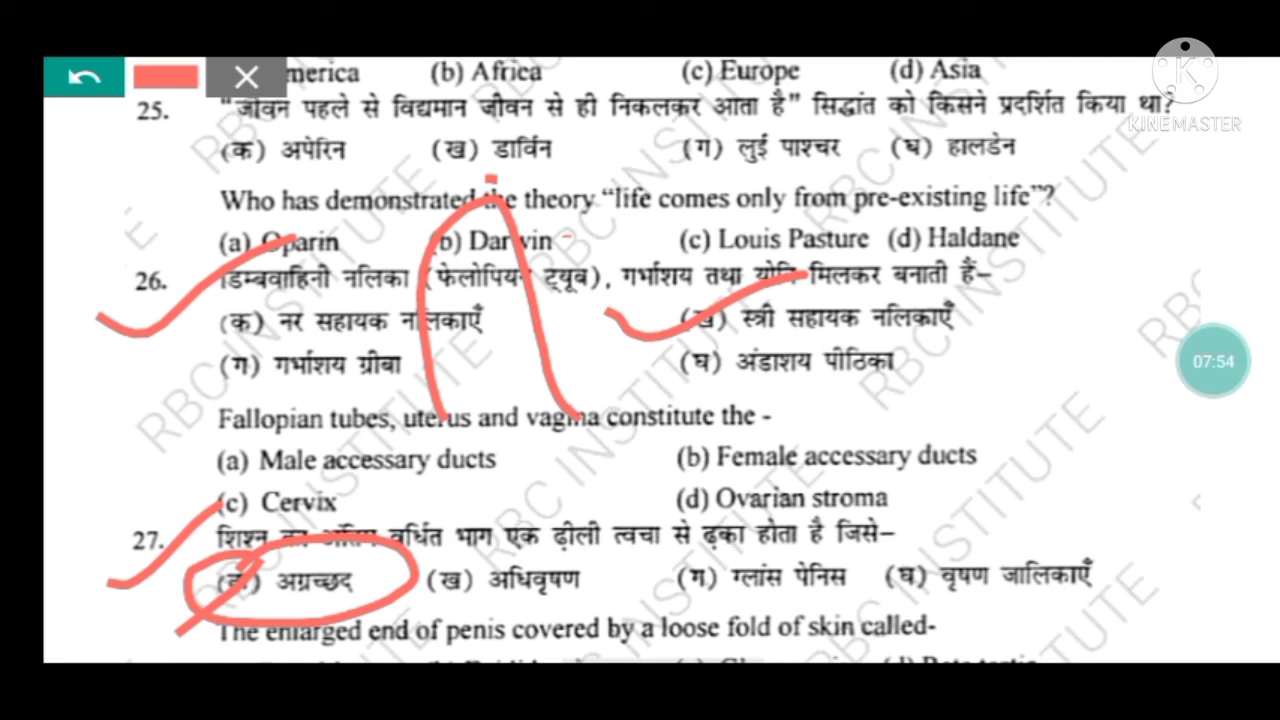 merica (b) Africa (c) Europe (d) Asia
25. "जीवन पहले से विद्यमान जीवन से ही निकलकर आता है" सिद्धांत को किसने प्रदर्शित किया था?
(क) अपेरिन (ख) डार्विन (ग) लुई पाश्चर (घ) हालडेन
Who has demonstrated the theory "life comes only from pre-existing life"?
(a) Oparin (b) Darwin (c) Louis Pasture (d) Haldane
26. डिम्बवाहिनी नलिका (फेलोपियन ट्यूब), गर्भाशय तथा योनि मिलकर बनाती हैं–
(क) नर सहायक नलिकाएँ (ख) स्त्री सहायक नलिकाएँ
(ग) गर्भाशय ग्रीबा (घ) अंडाशय पीठिका
Fallopian tubes, uterus and vagina constitute the -
(a) Male accessary ducts (b) Female accessary ducts
(c) Cervix (d) Ovarian stroma
27. शिश्न का अंतिम वर्धित भाग एक ढ़ीली त्वचा से ढ़का होता है जिसे–
(क) अग्रच्छद (ख) अधिवृषण (ग) ग्लांस पेनिस (घ) वृषण जालिकाएँ
The enlarged end of penis covered by a loose fold of skin called-
07:54
KINEMASTER
RBC INSTITUTE